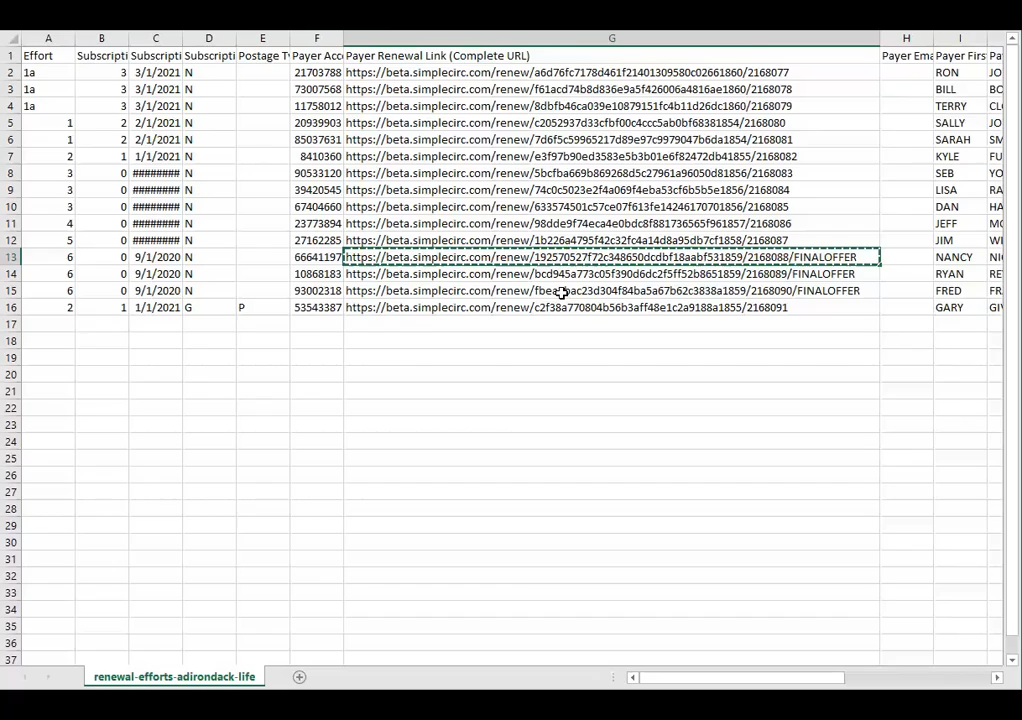 A B C D E F G H I
1 Effort Subscripti Subscripti Subscripti Postage Ty Payer Acc Payer Renewal Link (Complete URL) Payer Ema Payer Firs Pa
2 1a 3 3/1/2021 N 21703788 https://beta.simplecirc.com/renew/a6d76fc7178d461f21401309580c02661860/2168077 RON JO
3 1a 3 3/1/2021 N 73007568 https://beta.simplecirc.com/renew/f61acd74b8d836e9a5f426006a4816ae1860/2168078 BILL BO
4 1a 3 3/1/2021 N 11758012 https://beta.simplecirc.com/renew/8dbfb46ca039e10879151fc4b11d26dc1860/2168079 TERRY CL
5 1 2 2/1/2021 N 20939903 https://beta.simplecirc.com/renew/c2052937d33cfbf00c4ccc5ab0bf68381854/2168080 SALLY JO
6 1 2 2/1/2021 N 85037631 https://beta.simplecirc.com/renew/7d6f5c59965217d89e97c9979047b6da1854/2168081 SARAH SM
7 2 1 1/1/2021 N 8410360 https://beta.simplecirc.com/renew/e3f97b90ed3583e5b3b01e6f82472db41855/2168082 KYLE FU
8 3 0 ######## N 90533120 https://beta.simplecirc.com/renew/5bcfba669b869268d5c27961a96050d81856/2168083 SEB YO
9 3 0 ######## N 39420545 https://beta.simplecirc.com/renew/74c0c5023e2f4a069f4eba53cf6b5b5e1856/2168084 LISA RA
10 3 0 ######## N 67404660 https://beta.simplecirc.com/renew/633574501c57ce07f613fe14246170701856/2168085 DAN HA
11 4 0 ######## N 23773894 https://beta.simplecirc.com/renew/98dde9f74eca4e0bdc8f881736565f961857/2168086 JEFF MC
12 5 0 ######## N 27162285 https://beta.simplecirc.com/renew/1b226a4795f42c32fc4a14d8a95db7cf1858/2168087 JIM WI
13 6 0 9/1/2020 N 66641197 https://beta.simplecirc.com/renew/192570527f72c348650dcdbf18aabf531859/2168088/FINALOFFER NANCY NI
14 6 0 9/1/2020 N 10868183 https://beta.simplecirc.com/renew/bcd945a773c05f390d6dc2f5ff52b8651859/2168089/FINALOFFER RYAN RE
15 6 0 9/1/2020 N 93002318 FRED FR
16 2 1 1/1/2021 G P 53543387 https://beta.simplecirc.com/renew/c2f38a770804b56b3aff48e1c2a9188a1855/2168091 GARY GI
17
18
19
20
21
22
23
24
25
26
27
28
29
30
31
32
33
34
35
36
37
renewal-efforts-adirondack-life